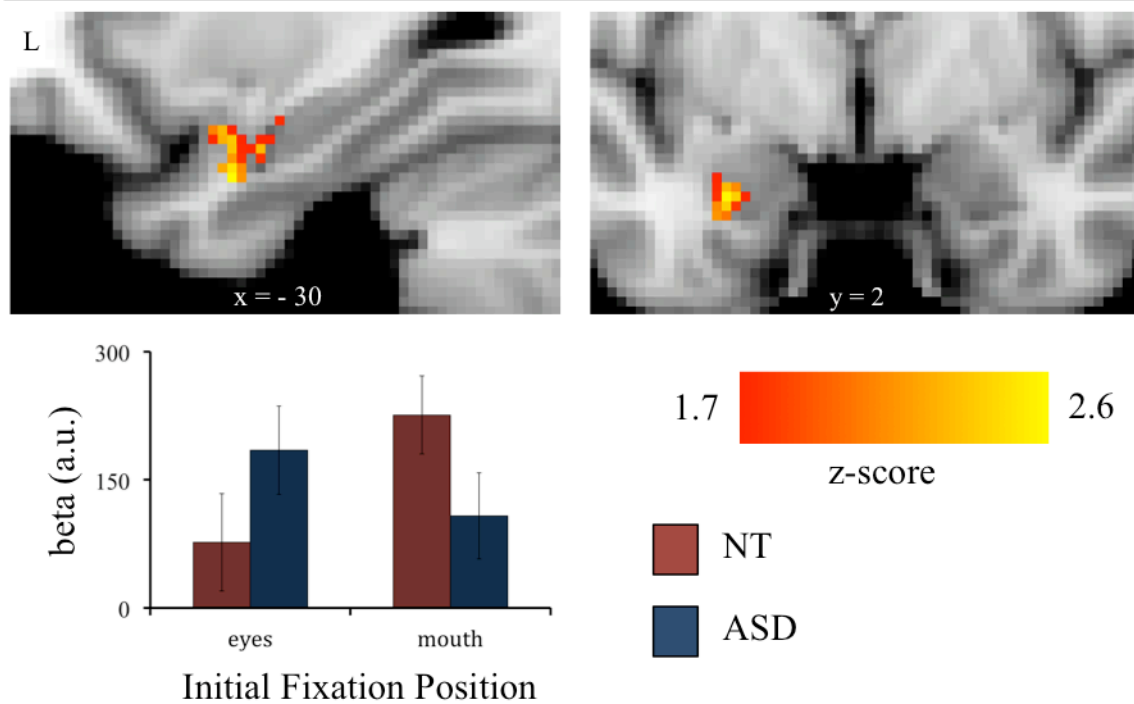 L
x = - 30
y = 2
300
150
0
beta (a.u.)
eyes
mouth
Initial Fixation Position
1.7
2.6
z-score
NT
ASD